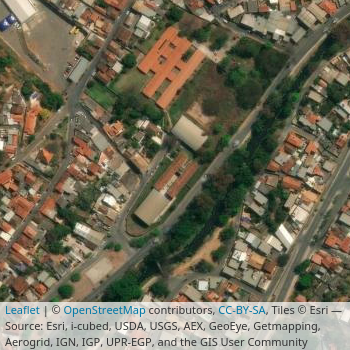 Leaflet | © OpenStreetMap contributors, CC-BY-SA, Tiles © Esri —
Source: Esri, i-cubed, USDA, USGS, AEX, GeoEye, Getmapping,
Aerogrid, IGN, IGP, UPR-EGP, and the GIS User Community